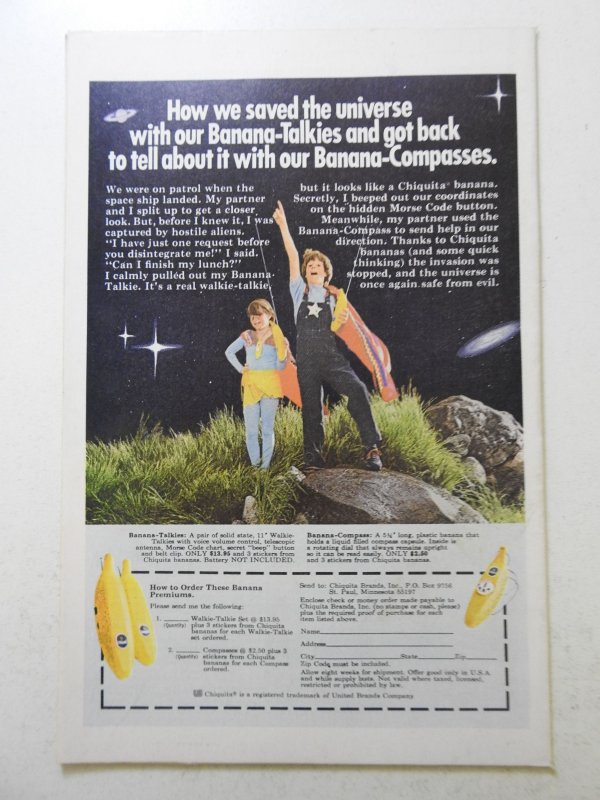 How we saved the universe
with our Banana-Talkies and got back
to tell about it with our Banana-Compasses.
We were on patrol when the
space ship landed. My partner
and I split up to get a closer
look. But, before I knew it, I was
captured by hostile aliens.
"I have just one request before
you disintegrate me!" I said.
"Can I finish my lunch?"
I calmly pulled out my Banana-
Talkie. It's a real walkie-talkie,
but it looks like a Chiquita® banana.
Secretly, I beeped out our coordinates
on the hidden Morse Code button.
Meanwhile, my partner used the
Banana-Compass to send help in our
direction. Thanks to Chiquita
bananas (and some quick
thinking) the invasion was
stopped, and the universe is
once again safe from evil.
Banana-Talkies: A pair of solid state, 11" Walkie-
Talkies with voice volume control, telescopic
antenna, Morse Code chart, secret "beep" button
and belt clip. ONLY $13.95 and 3 stickers from
Chiquita bananas. Battery NOT INCLUDED.
Banana-Compass: A 5¼" long, plastic banana that
holds a liquid filled compass capsule. Inside is
a rotating dial that always remains upright
so it can be read easily. ONLY $2.50
and 3 stickers from Chiquita bananas.
How to Order These Banana
Premiums.
Please send me the following:
1. ______ Walkie-Talkie Set @ $13.95
(Quantity) plus 3 stickers from Chiquita
bananas for each Walkie-Talkie
set ordered.
2. ______ Compasses @ $2.50 plus 3
(Quantity) stickers from Chiquita
bananas for each Compass
ordered.
Send to: Chiquita Brands, Inc., P.O. Box 9756
St. Paul, Minnesota 55197
Enclose check or money order made payable to
Chiquita Brands, Inc. (no stamps or cash, please)
plus the required proof of purchase for each
item listed above.
Name
Address
City State Zip
Zip Code must be included.
Allow eight weeks for shipment. Offer good only in U.S.A.
and while supply lasts. Not valid where taxed, licensed,
restricted or prohibited by law.
Chiquita® is a registered trademark of United Brands Company